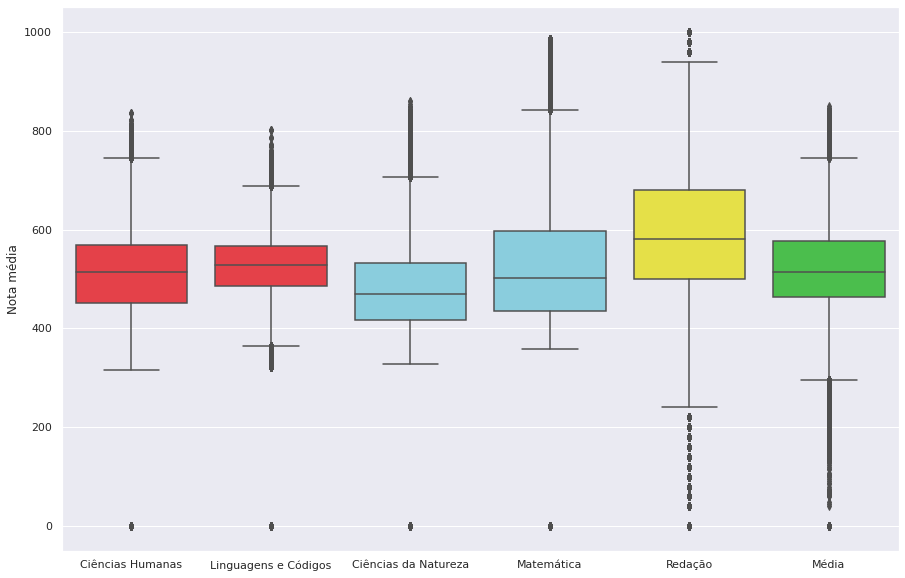 1000
800
600
400
200
0
Nota média
Ciências Humanas
Linguagens e Códigos
Ciências da Natureza
Matemática
Redação
Média